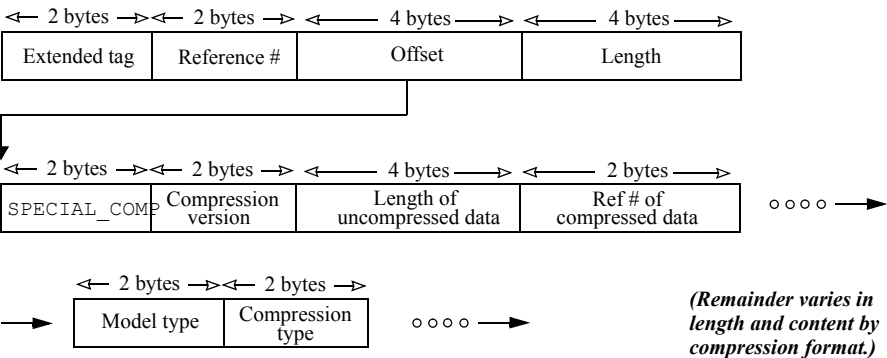 2 bytes 2 bytes 4 bytes 4 bytes
Extended tag Reference # Offset Length
2 bytes 2 bytes 4 bytes 2 bytes
SPECIAL_COMP Compression version Length of uncompressed data Ref # of compressed data
2 bytes 2 bytes
Model type Compression type
(Remainder varies in
length and content by
compression format.)